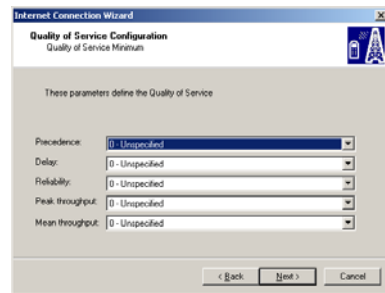 Internet Connection Wizard
Quality of Service Configuration
Quality of Service Minimum
These parameters define the Quality of Service
Precedence: 0 - Unspecified
Delay: 0 - Unspecified
Reliability: 0 - Unspecified
Peak throughput: 0 - Unspecified
Mean throughput: 0 - Unspecified
< Back Next > Cancel